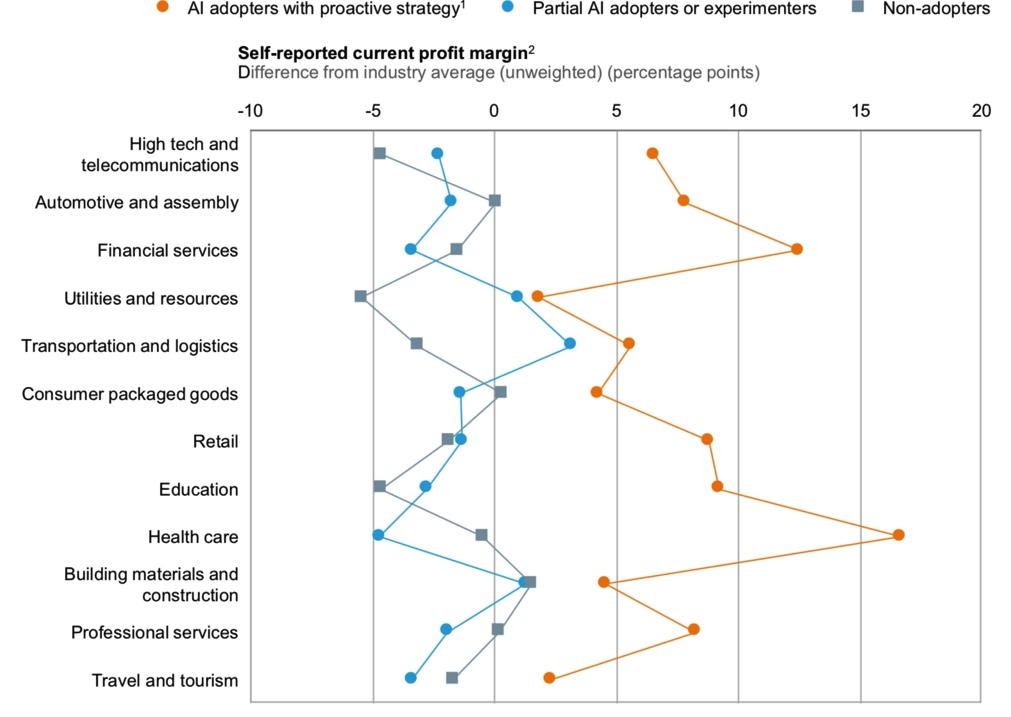 AI adopters with proactive strategy¹ Partial AI adopters or experimenters Non-adopters
Self-reported current profit margin²
Difference from industry average (unweighted) (percentage points)
-10 -5 0 5 10 15 20
High tech and
telecommunications
Automotive and assembly
Financial services
Utilities and resources
Transportation and logistics
Consumer packaged goods
Retail
Education
Health care
Building materials and
construction
Professional services
Travel and tourism